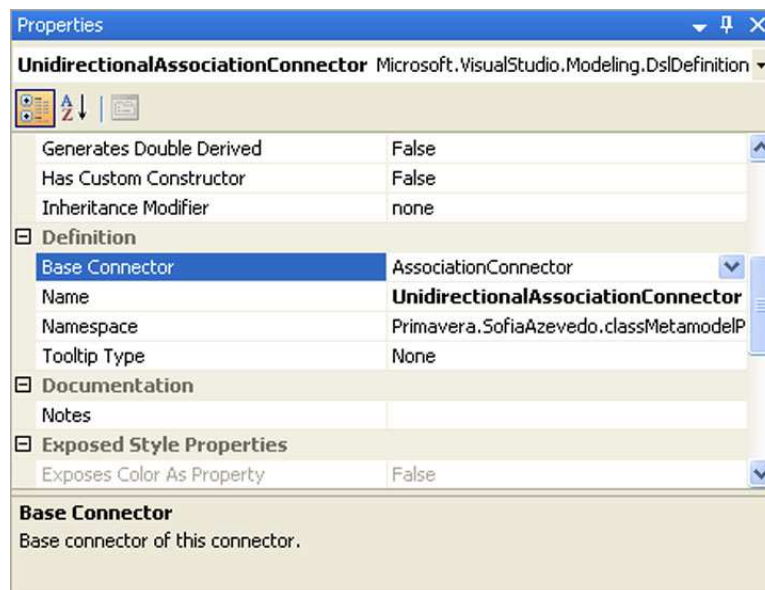 Properties
UnidirectionalAssociationConnector Microsoft.VisualStudio.Modeling.DslDefinition
Generates Double Derived False
Has Custom Constructor False
Inheritance Modifier none
Definition
Base Connector AssociationConnector
Name UnidirectionalAssociationConnector
Namespace Primavera.SofiaAzevedo.classMetamodelP
Tooltip Type None
Documentation
Notes
Exposed Style Properties
Exposes Color As Property False
Base Connector
Base connector of this connector.